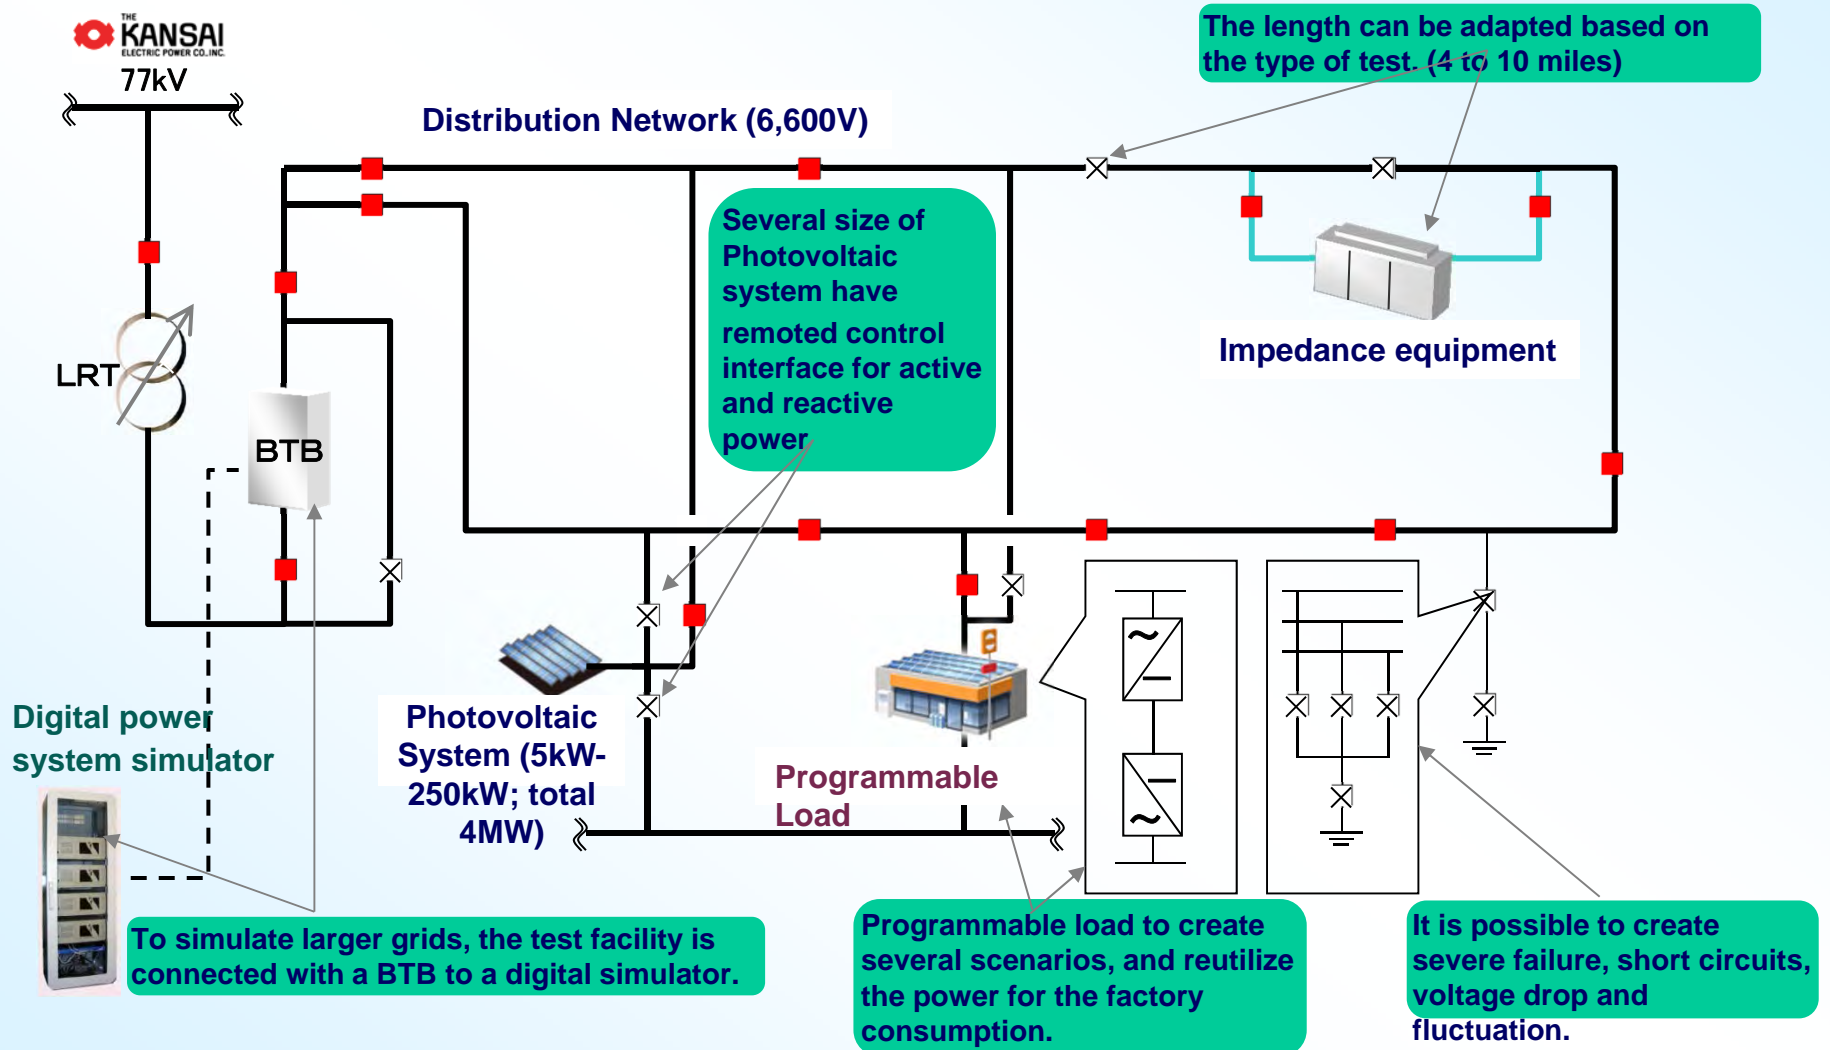 THE
KANSAI
ELECTRIC POWER CO.,INC.
77kV
The length can be adapted based on
the type of test. (4 to 10 miles)
Distribution Network (6,600V)
Several size of
Photovoltaic
system have
remoted control
interface for active
and reactive
power
Impedance equipment
LRT
BTB
Digital power
system simulator
Photovoltaic
System (5kW-
250kW; total
4MW)
Programmable
Load
To simulate larger grids, the test facility is
connected with a BTB to a digital simulator.
Programmable load to create
several scenarios, and reutilize
the power for the factory
consumption.
It is possible to create
severe failure, short circuits,
voltage drop and
fluctuation.